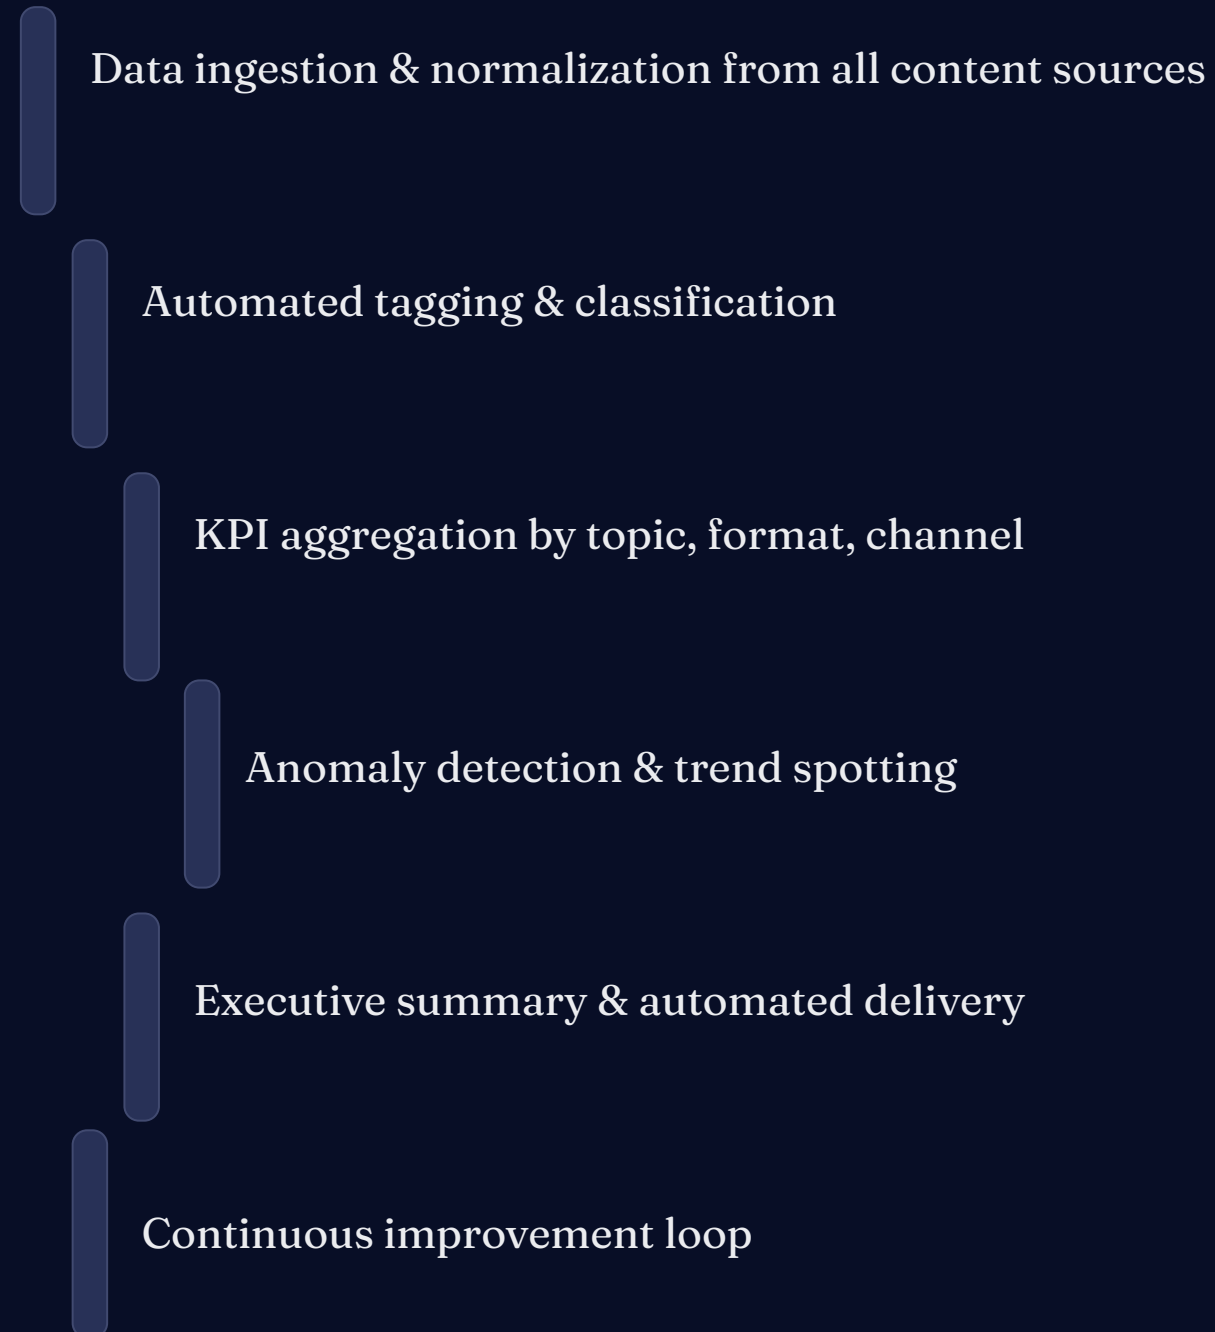 Data ingestion & normalization from all content sources
Automated tagging & classification
KPI aggregation by topic, format, channel
Anomaly detection & trend spotting
Executive summary & automated delivery
Continuous improvement loop